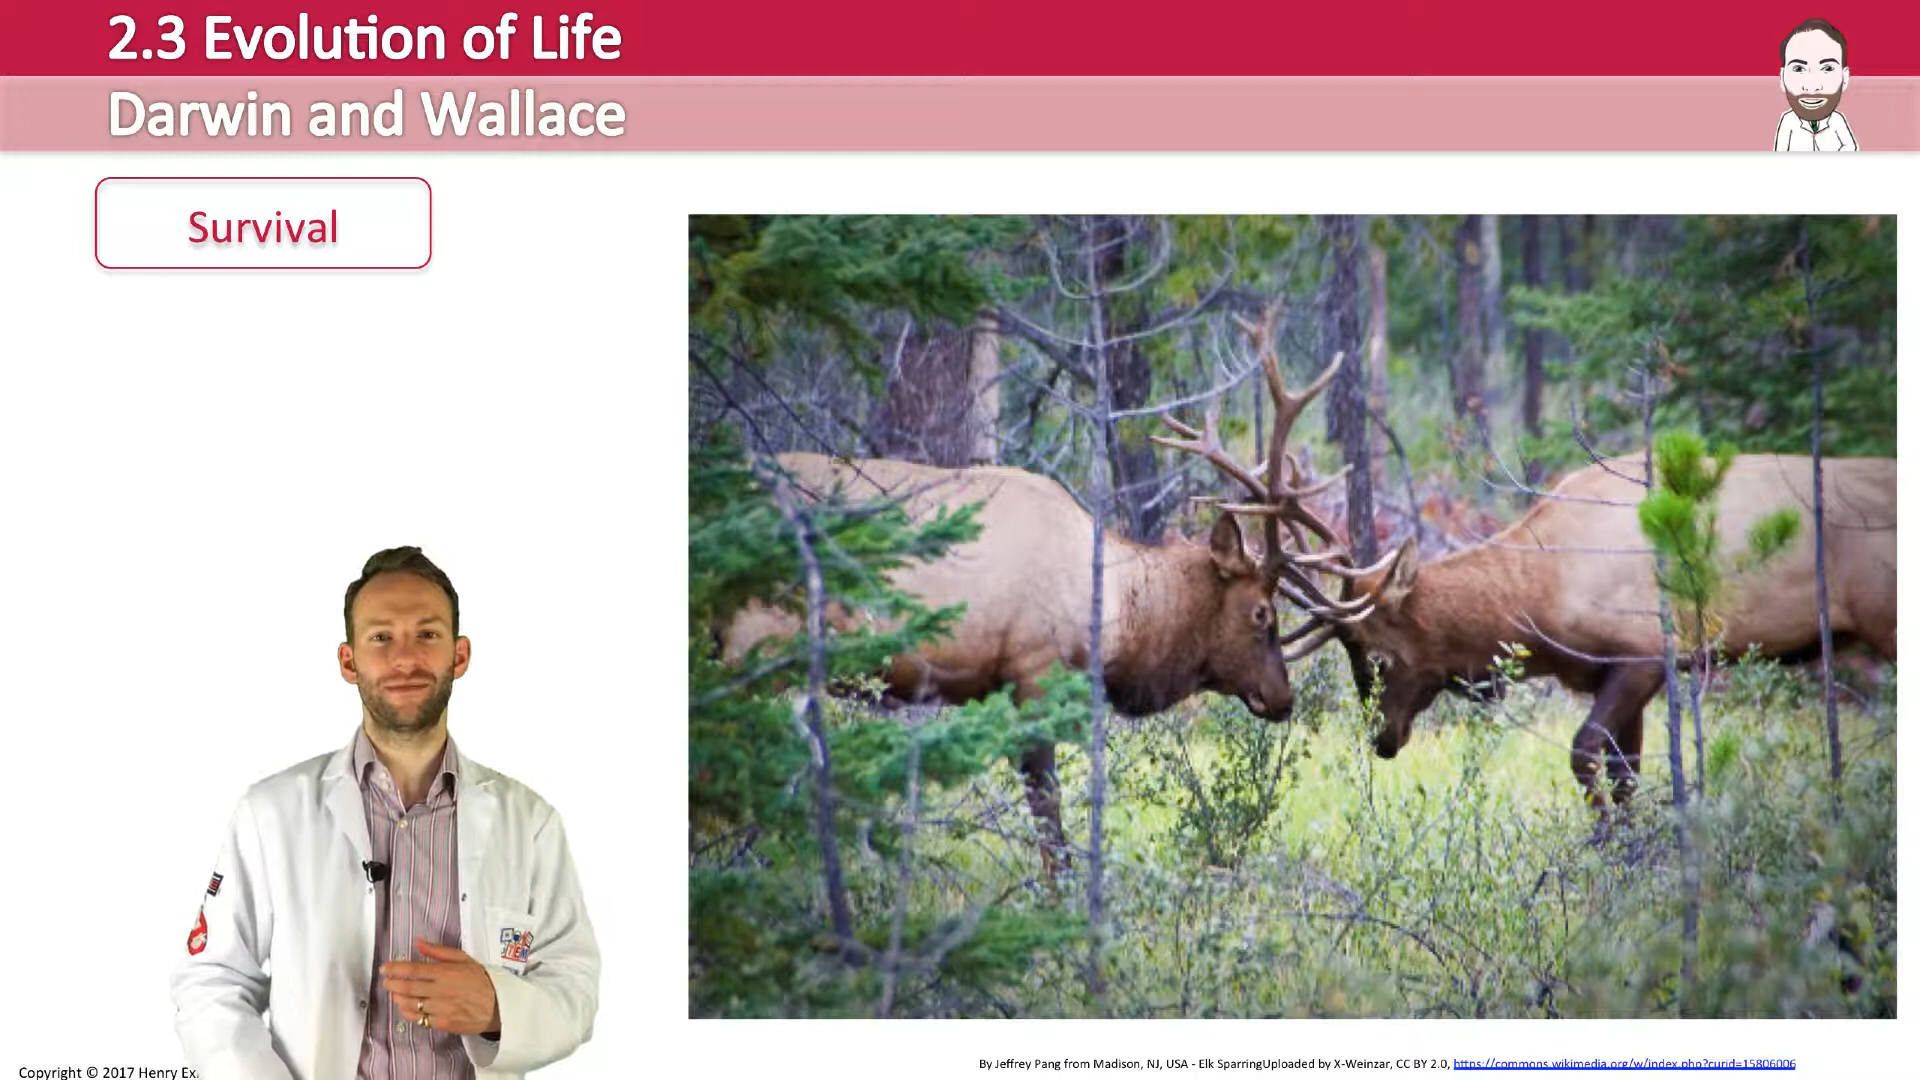 2.3 Evolution of Life
Darwin and Wallace
Survival
STEM
By Jeffrey Pang from Madison, NJ, USA - Elk SparringUploaded by X-Weinzar, CC BY 2.0, https://commons.wikimedia.org/w/index.php?curid=15806006
Copyright © 2017 Henry